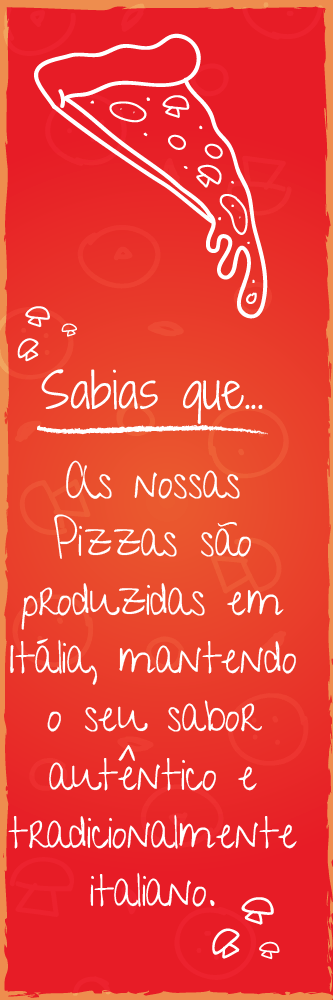 Sabias que...
As nossas
Pizzas são
produzidas em
Itália, mantendo
o seu sabor
autêntico e
tradicionalmente
italiano.